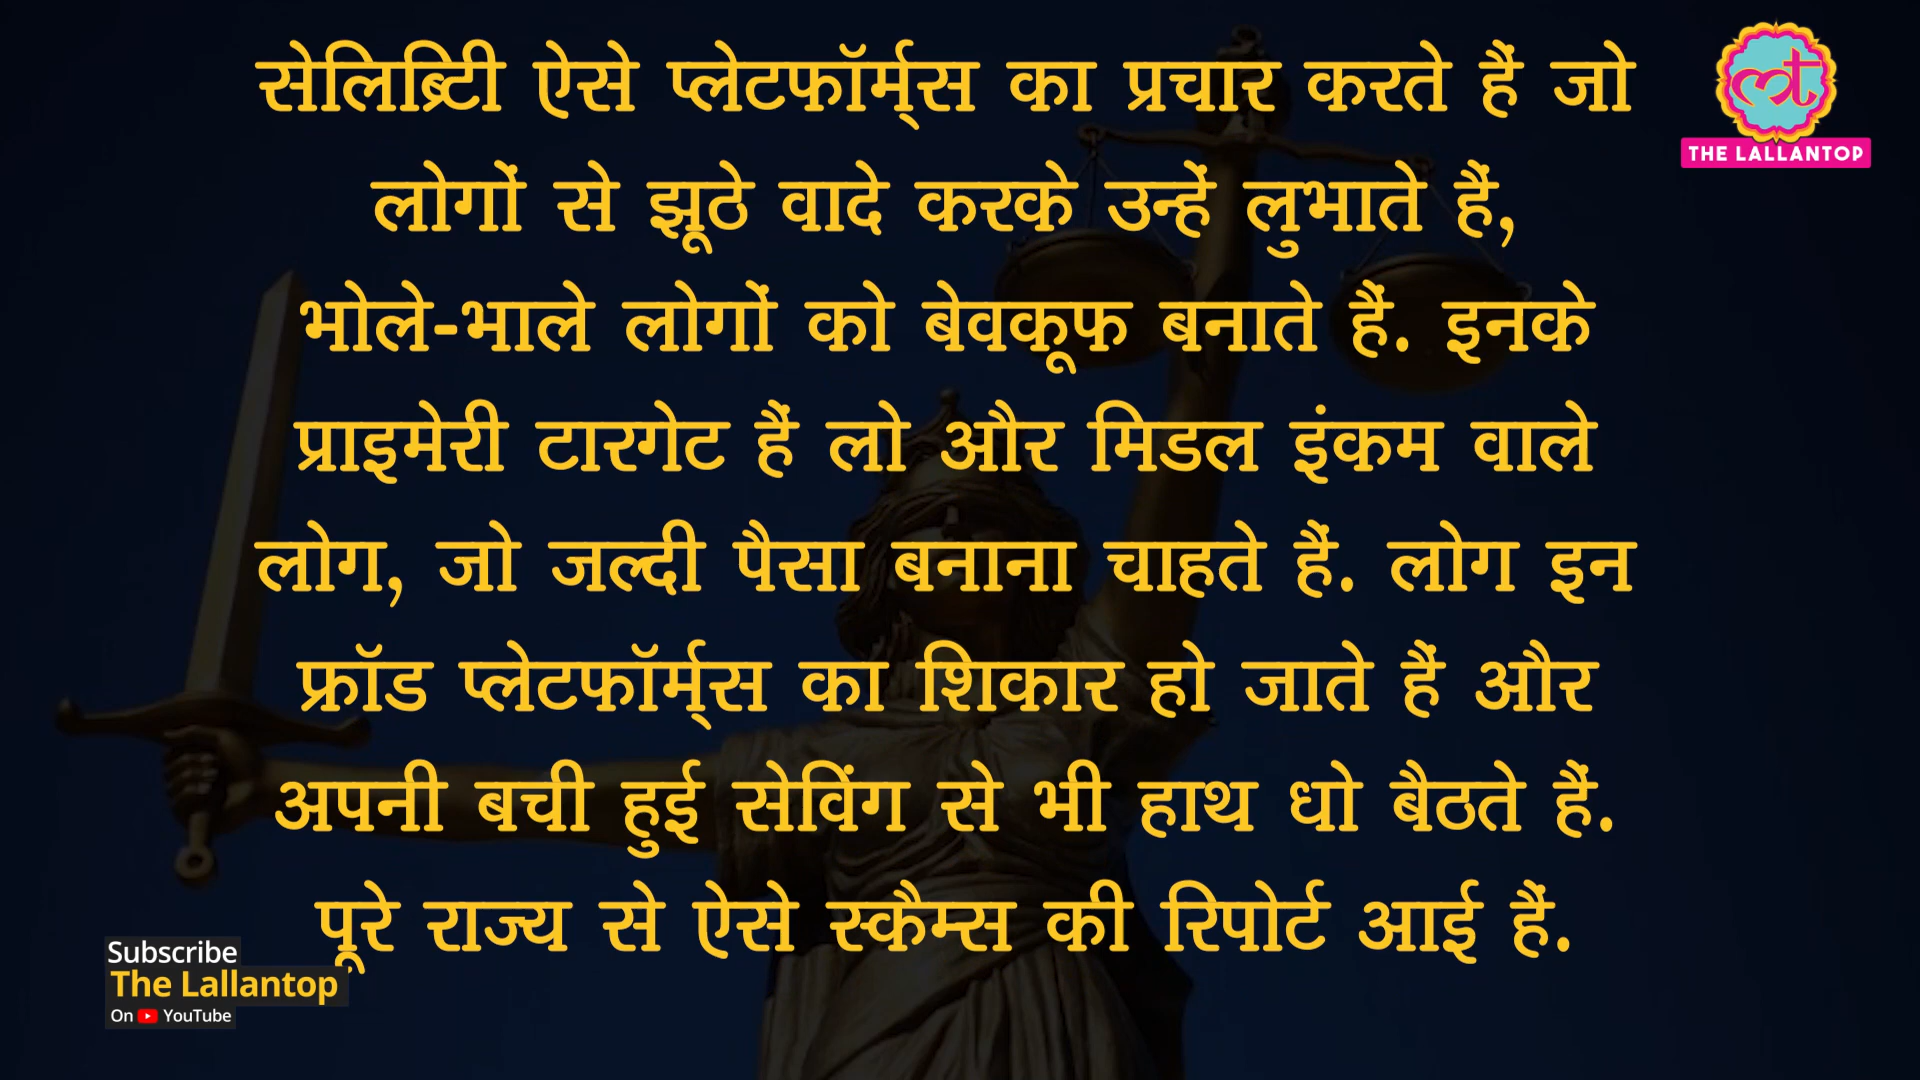 सेलिब्रिटी ऐसे प्लेटफॉर्म्स का प्रचार करते हैं जो
लोगों से झूठे वादे करके उन्हें लुभाते हैं,
भोले-भाले लोगों को बेवकूफ बनाते हैं. इनके
प्राइमेरी टारगेट हैं लो और मिडल इंकम वाले
लोग, जो जल्दी पैसा बनाना चाहते हैं. लोग इन
फ्रॉड प्लेटफॉर्म्स का शिकार हो जाते हैं और
अपनी बची हुई सेविंग से भी हाथ धो बैठते हैं.
पूरे राज्य से ऐसे स्कैम्स की रिपोर्ट आई हैं.
लt
THE LALLANTOP
Subscribe
The Lallantop
On YouTube